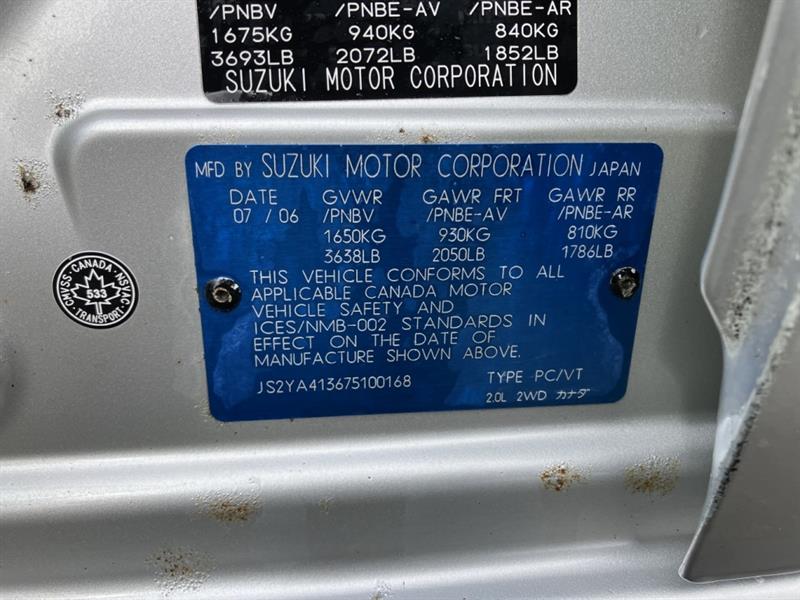 /PNBV /PNBE-AV /PNBE-AR
1675KG 940KG 840KG
3693LB 2072LB 1852LB
SUZUKI MOTOR CORPORATION
MFD BY SUZUKI MOTOR CORPORATION JAPAN
DATE GVWR GAWR FRT GAWR RR
07 / 06 /PNBV /PNBE-AV /PNBE-AR
1650KG 930KG 810KG
3638LB 2050LB 1786LB
THIS VEHICLE CONFORMS TO ALL
APPLICABLE CANADA MOTOR
VEHICLE SAFETY AND
ICES/NMB-002 STANDARDS IN
EFFECT ON THE DATE OF
MANUFACTURE SHOWN ABOVE.
JS2YA413675100168 TYPE PC/VT
2.0L 2WD カナダ
CMVSS-CANADA-NSVAC
533
TRANSPORT